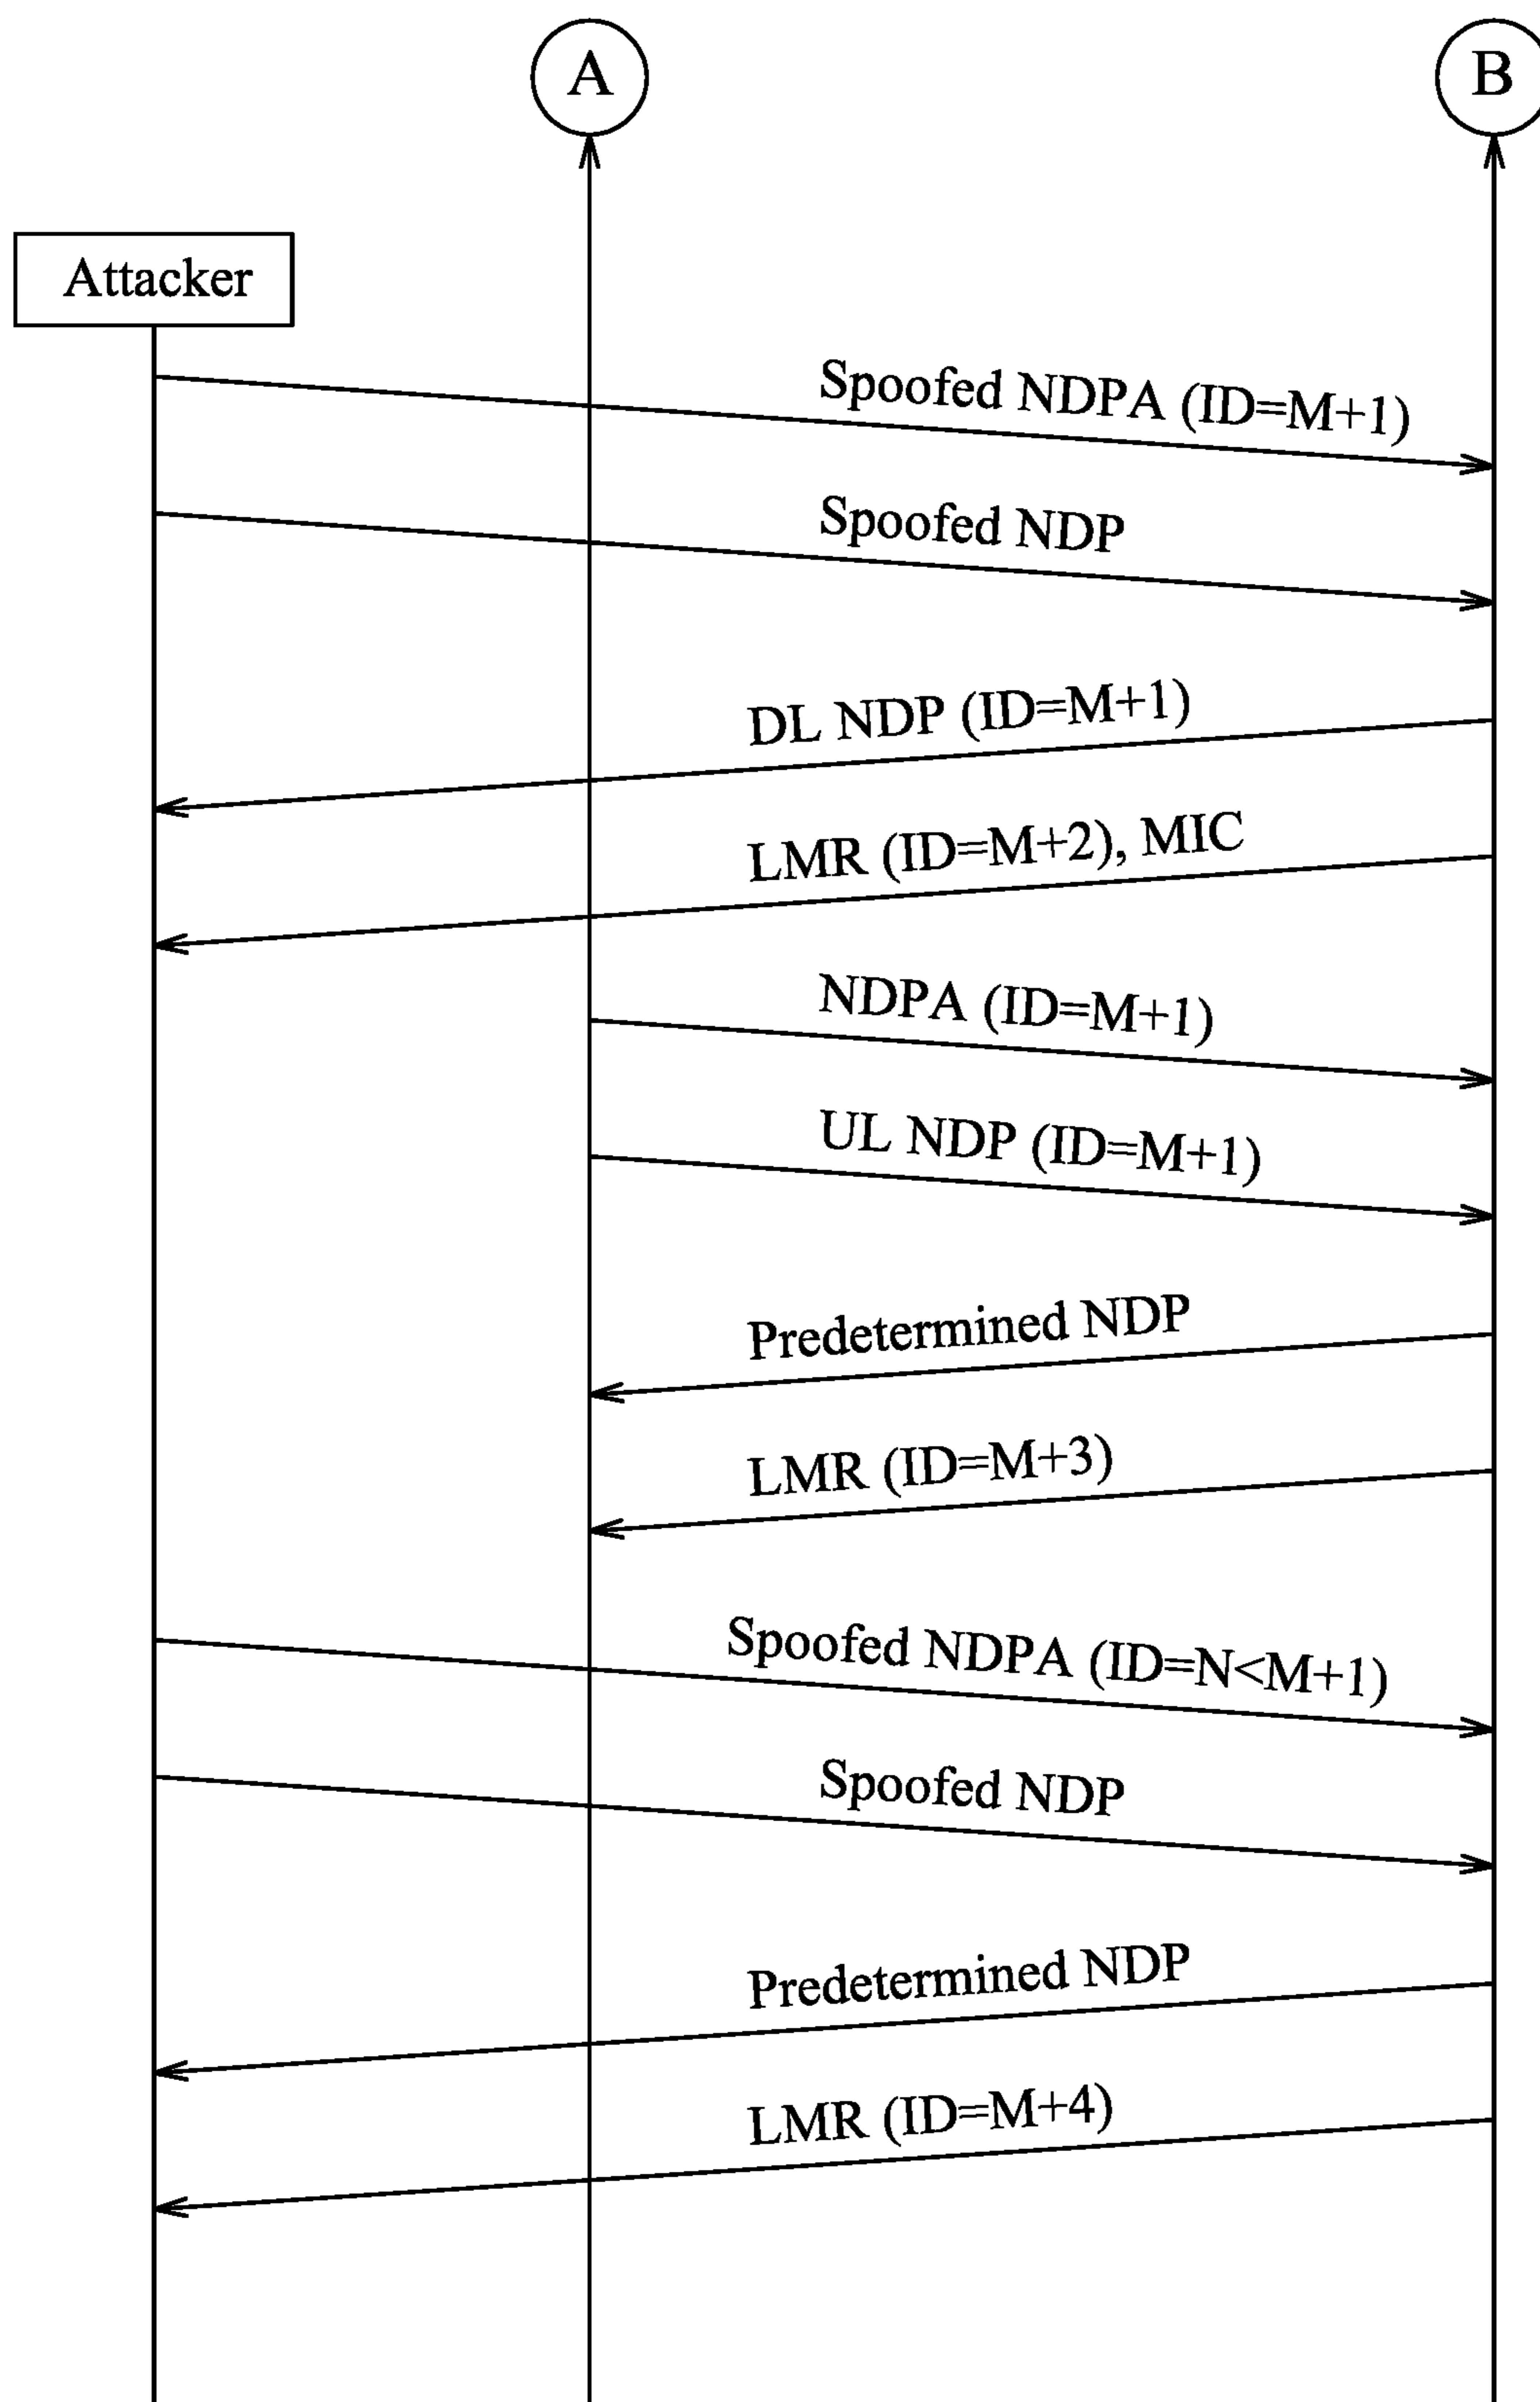 A
B
Attacker
Spoofed NDPA (ID=M+1)
Spoofed NDP
DL NDP (ID=M+1)
LMR (ID=M+2), MIC
NDPA (ID=M+1)
UL NDP (ID=M+1)
Predetermined NDP
LMR (ID=M+3)
Spoofed NDPA (ID=N<M+1)
Spoofed NDP
Predetermined NDP
LMR (ID=M+4)